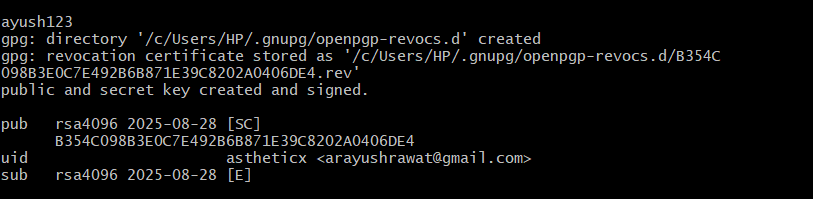 ayush123
gpg: directory '/c/Users/HP/.gnupg/openpgp-revocs.d' created
gpg: revocation certificate stored as '/c/Users/HP/.gnupg/openpgp-revocs.d/B354C
098B3E0C7E492B6B871E39C8202A0406DE4.rev'
public and secret key created and signed.
pub   rsa4096 2025-08-28 [SC]
      B354C098B3E0C7E492B6B871E39C8202A0406DE4
uid                      astheticx <arayushrawat@gmail.com>
sub   rsa4096 2025-08-28 [E]